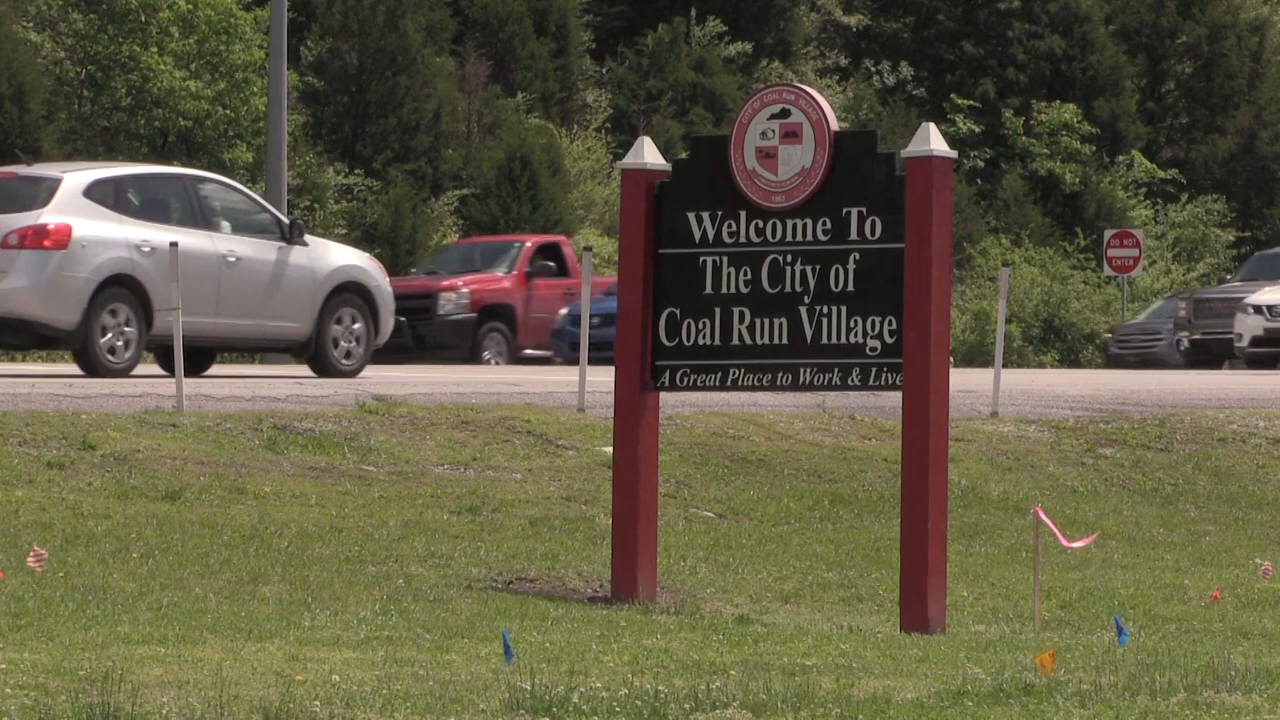 CITY OF COAL RUN VILLAGE
1963
Welcome To
The City of
Coal Run Village
A Great Place to Work & Live
DO NOT
ENTER